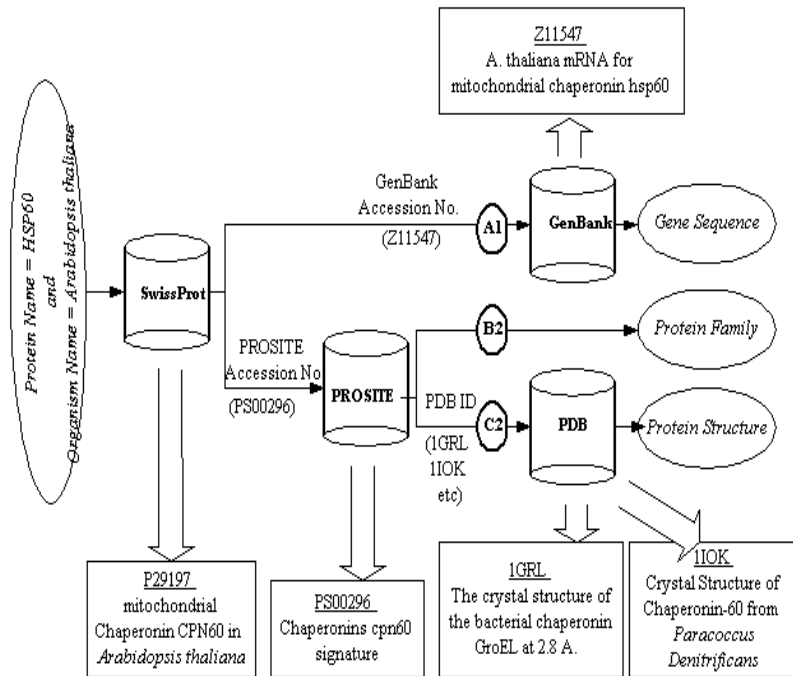 Z11547
A. thaliana mRNA for
mitochondrial chaperonin hsp60
Protein Name = HSP60
and
Organism Name = Arabidopsis thaliana
GenBank
Accession No.
(Z11547)
A1
GenBank
Gene Sequence
SwissProt
PROSITE
Accession No
(PS00296)
PROSITE
B2
Protein Family
PDB ID
(1GRL
1IOK
etc)
C2
PDB
Protein Structure
P29197
mitochondrial
Chaperonin CPN60 in
Arabidopsis thaliana
PS00296
Chaperonins cpn60
signature
1GRL
The crystal structure of
the bacterial chaperonin
GroEL at 2.8 A.
1IOK
Crystal Structure of
Chaperonin-60 from
Paracoccus
Denitrificans